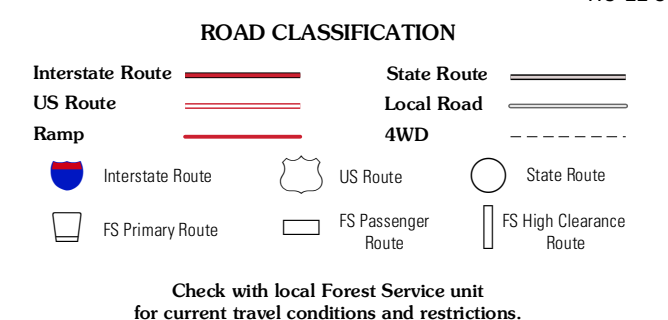 ROAD CLASSIFICATION
Interstate Route
State Route
US Route
Local Road
Ramp
4WD
Interstate Route
US Route
State Route
FS Primary Route
FS Passenger
Route
FS High Clearance
Route
Check with local Forest Service unit
for current travel conditions and restrictions.